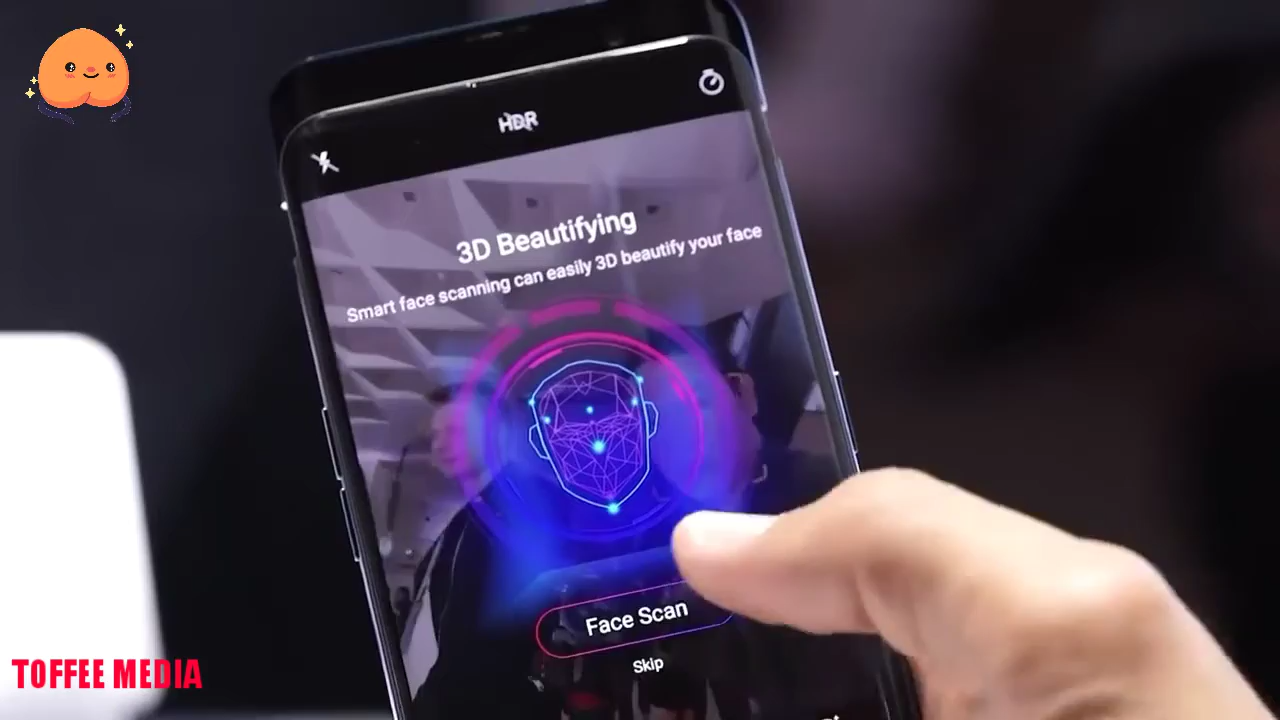 HDR
3D Beautifying
Smart face scanning can easily 3D beautify your face
Face Scan
Skip
TOFFEE MEDIA